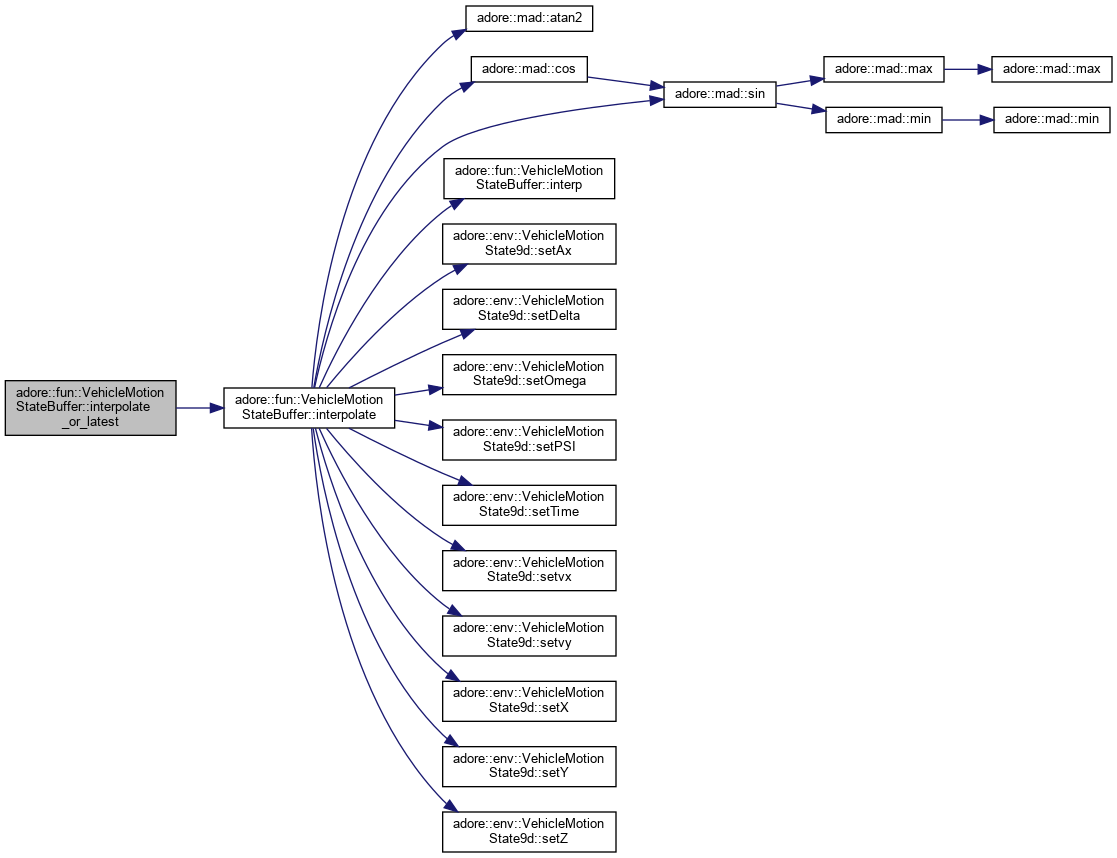 adore::mad::atan2
adore::mad::cos
adore::mad::max
adore::mad::max
adore::mad::sin
adore::mad::min
adore::mad::min
adore::fun::VehicleMotion
StateBuffer::interp
adore::env::VehicleMotion
State9d::setAx
adore::env::VehicleMotion
State9d::setDelta
adore::env::VehicleMotion
State9d::setOmega
adore::fun::VehicleMotion
StateBuffer::interpolate
_or_latest
adore::fun::VehicleMotion
StateBuffer::interpolate
adore::env::VehicleMotion
State9d::setPSI
adore::env::VehicleMotion
State9d::setTime
adore::env::VehicleMotion
State9d::setvx
adore::env::VehicleMotion
State9d::setvy
adore::env::VehicleMotion
State9d::setX
adore::env::VehicleMotion
State9d::setY
adore::env::VehicleMotion
State9d::setZ